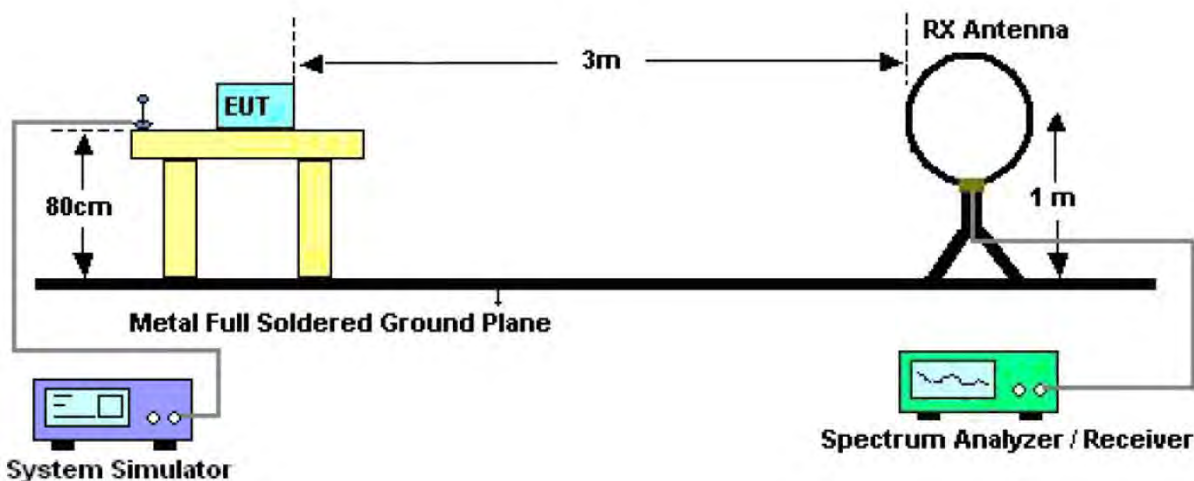 RX Antenna
3m
EUT
80cm
1 m
Metal Full Soldered Ground Plane
System Simulator
Spectrum Analyzer / Receiver